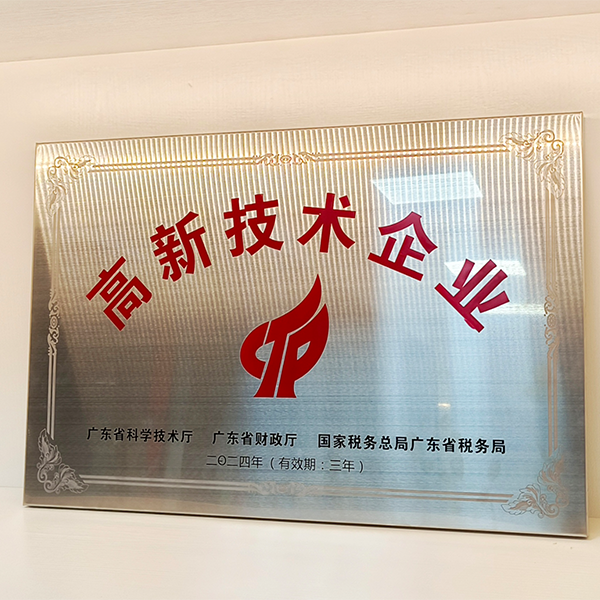 高新技术企业
广东省科学技术厅 广东省财政厅 国家税务总局广东省税务局
二〇二四年（有效期：三年）